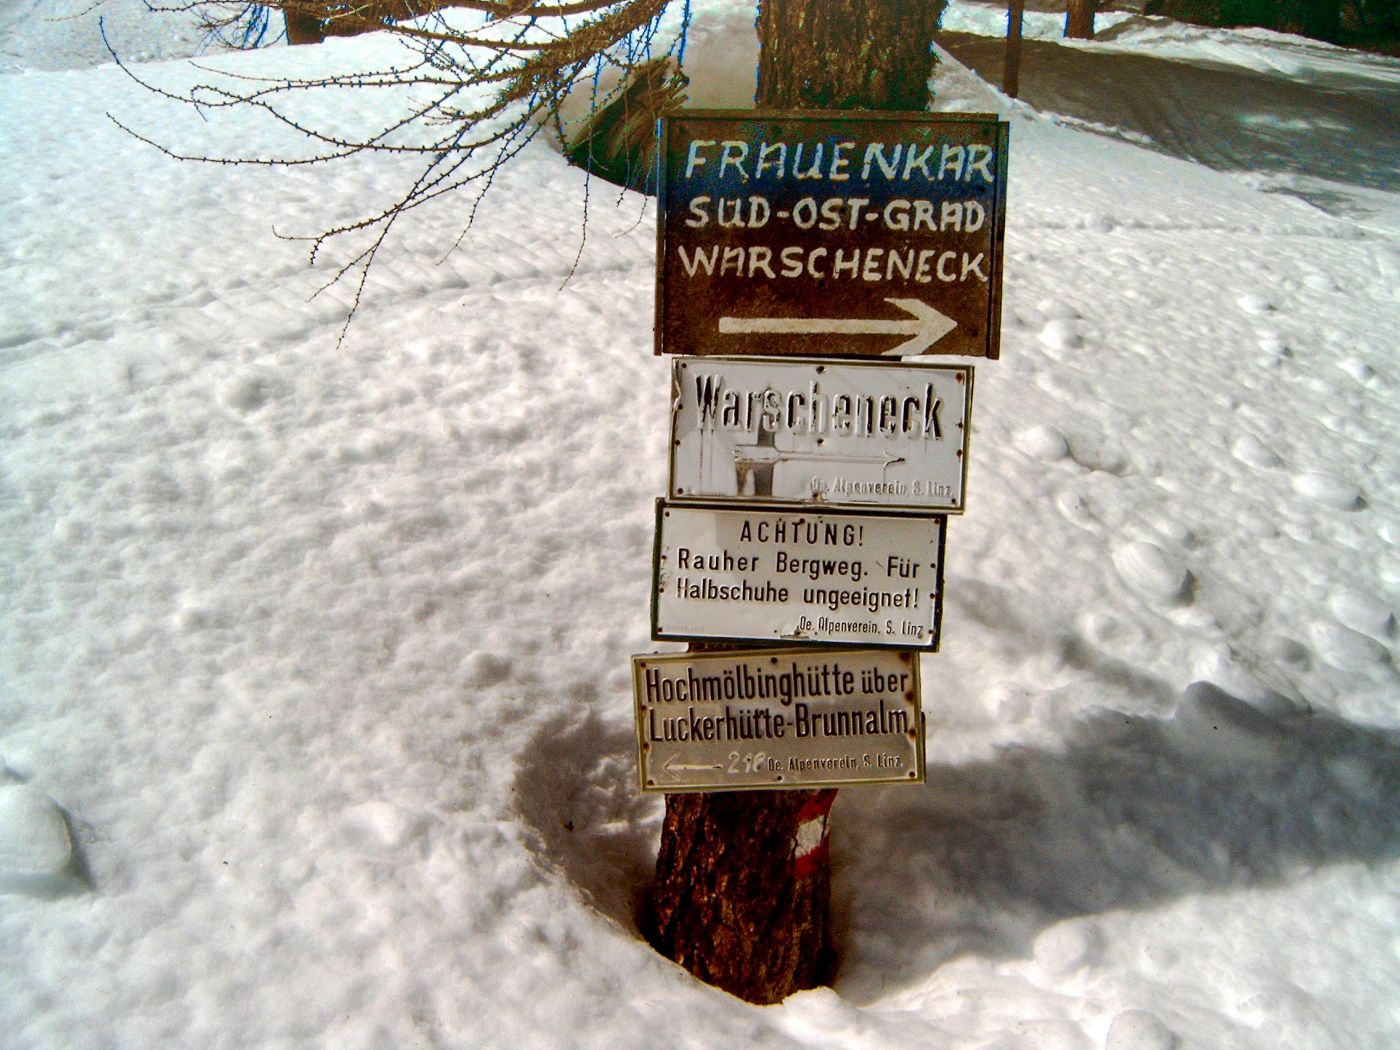 FRAUENKAR
SÜD-OST-GRAD
WARSCHENECK
Warscheneck
Oe. Alpenverein, S. Linz
ACHTUNG!
Rauher Bergweg. Für
Halbschuhe ungeeignet!
Oe. Alpenverein, S. Linz
Hochmölbinghütte über
Luckerhütte-Brunnalm
Oe. Alpenverein, S. Linz.